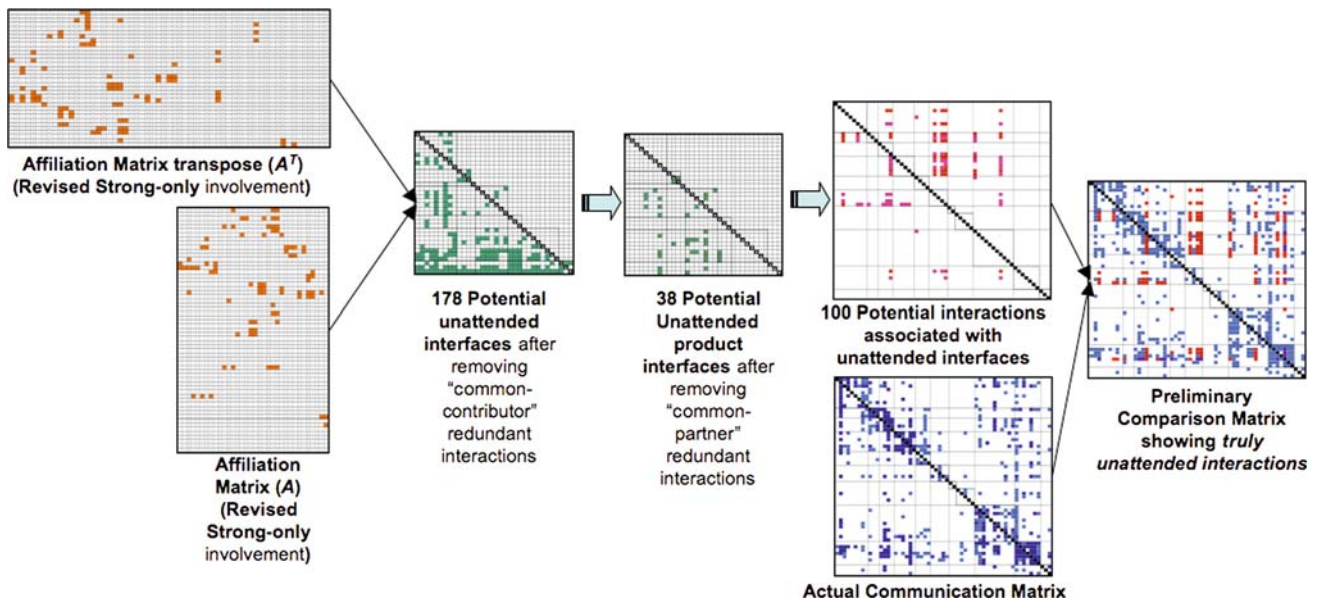 Affiliation Matrix transpose (Aᵀ)
(Revised Strong-only involvement)
Affiliation
Matrix (A)
(Revised
Strong-only
involvement)
178 Potential
unattended
interfaces after
removing
“common-
contributor”
redundant
interactions
38 Potential
Unattended
product
interfaces after
removing
“common-
partner”
redundant
interactions
100 Potential interactions
associated with
unattended interfaces
Actual Communication Matrix
Preliminary
Comparison Matrix
showing truly
unattended interactions